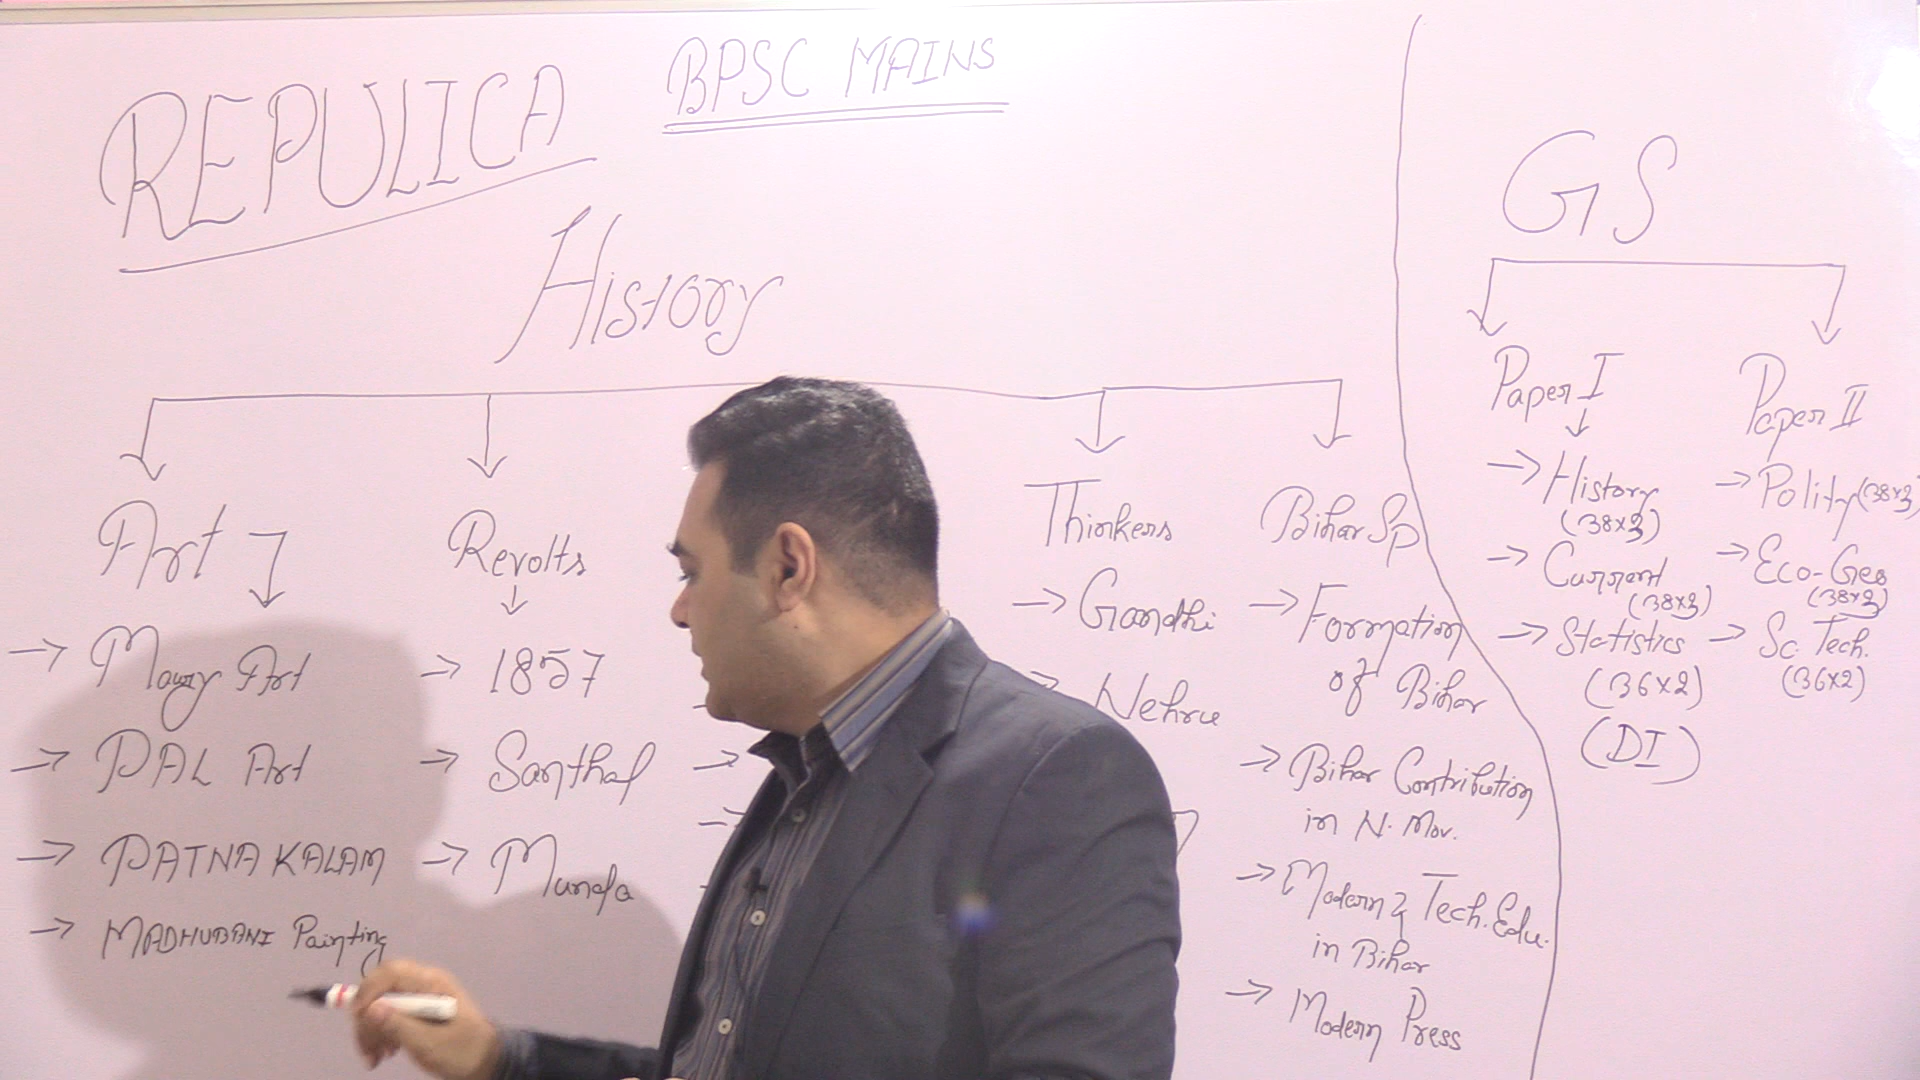 REPULICA
BPSC MAINS
History
Art
→ Maury Art
→ PAL Art
→ PATNA KALAM
→ MADHUBANI Painting
Revolts
→ 1857
→ Santhal
→ Munda
Thinkers
→ Gandhi
→ Nehru
Bihar Sp
→ Formation
of Bihar
→ Bihar Contribution
in N. Mov.
→ Modern & Tech. Edu.
in Bihar
→ Modern Press
GS
Paper I
→ History
(38x3)
→ Current
(38x3)
→ Statistics
(36x2)
(DI)
Paper II
→ Polity (38x3)
→ Eco-Geo
(38x3)
→ Sc. Tech.
(36x2)